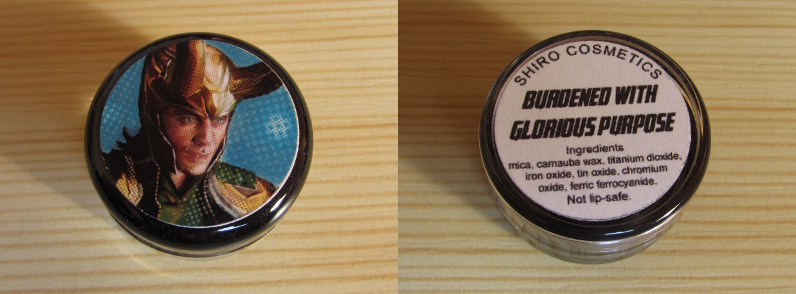 SHIRO COSMETICS
BURDENED WITH
GLORIOUS PURPOSE
Ingredients
mica, carnauba wax, titanium dioxide,
iron oxide, tin oxide, chromium
oxide, ferric ferrocyanide.
Not lip-safe.